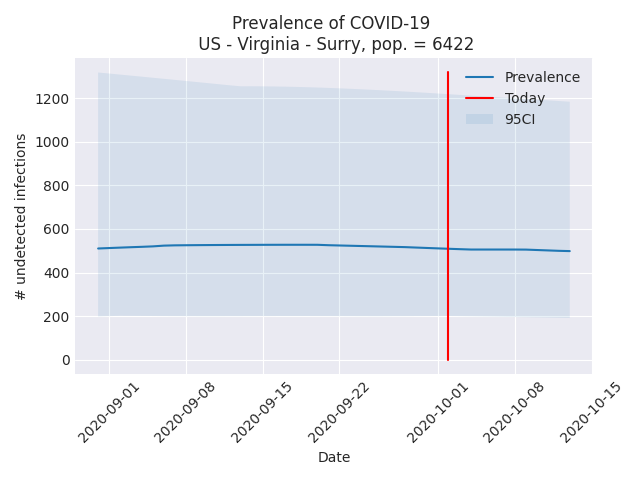 Prevalence of COVID-19
US - Virginia - Surry, pop. = 6422
Prevalence
Today
95CI
# undetected infections
1200
1000
800
600
400
200
0
2020-09-01
2020-09-08
2020-09-15
2020-09-22
2020-10-01
2020-10-08
2020-10-15
Date